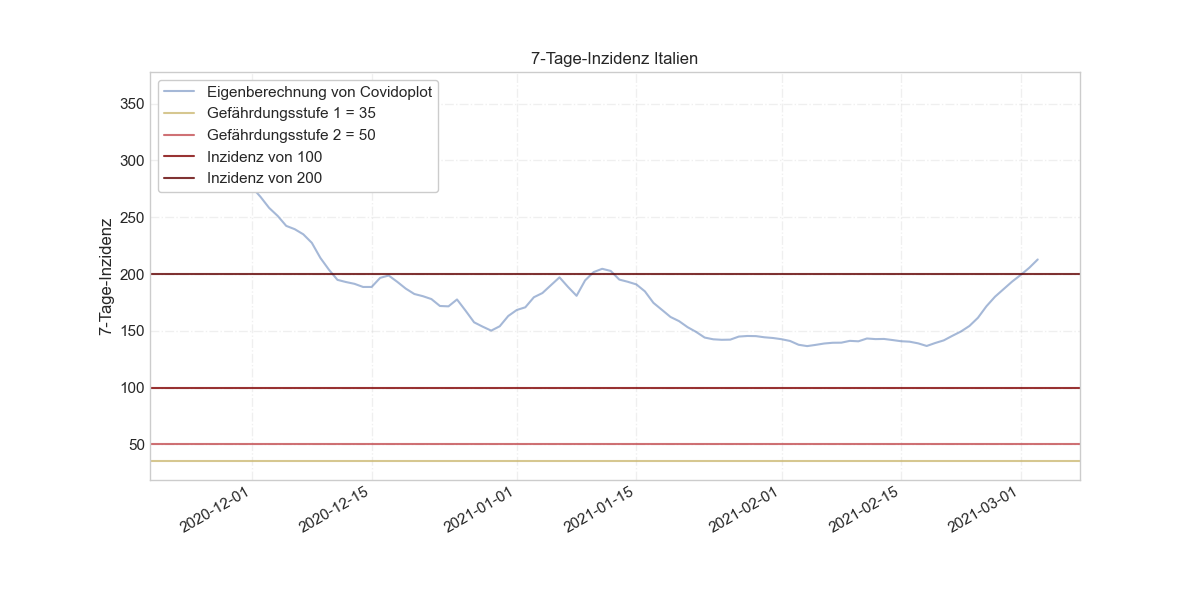 7-Tage-Inzidenz Italien
Eigenberechnung von Covidoplot
Gefährdungsstufe 1 = 35
Gefährdungsstufe 2 = 50
Inzidenz von 100
Inzidenz von 200
7-Tage-Inzidenz
350
300
250
200
150
100
50
2020-12-01
2020-12-15
2021-01-01
2021-01-15
2021-02-01
2021-02-15
2021-03-01